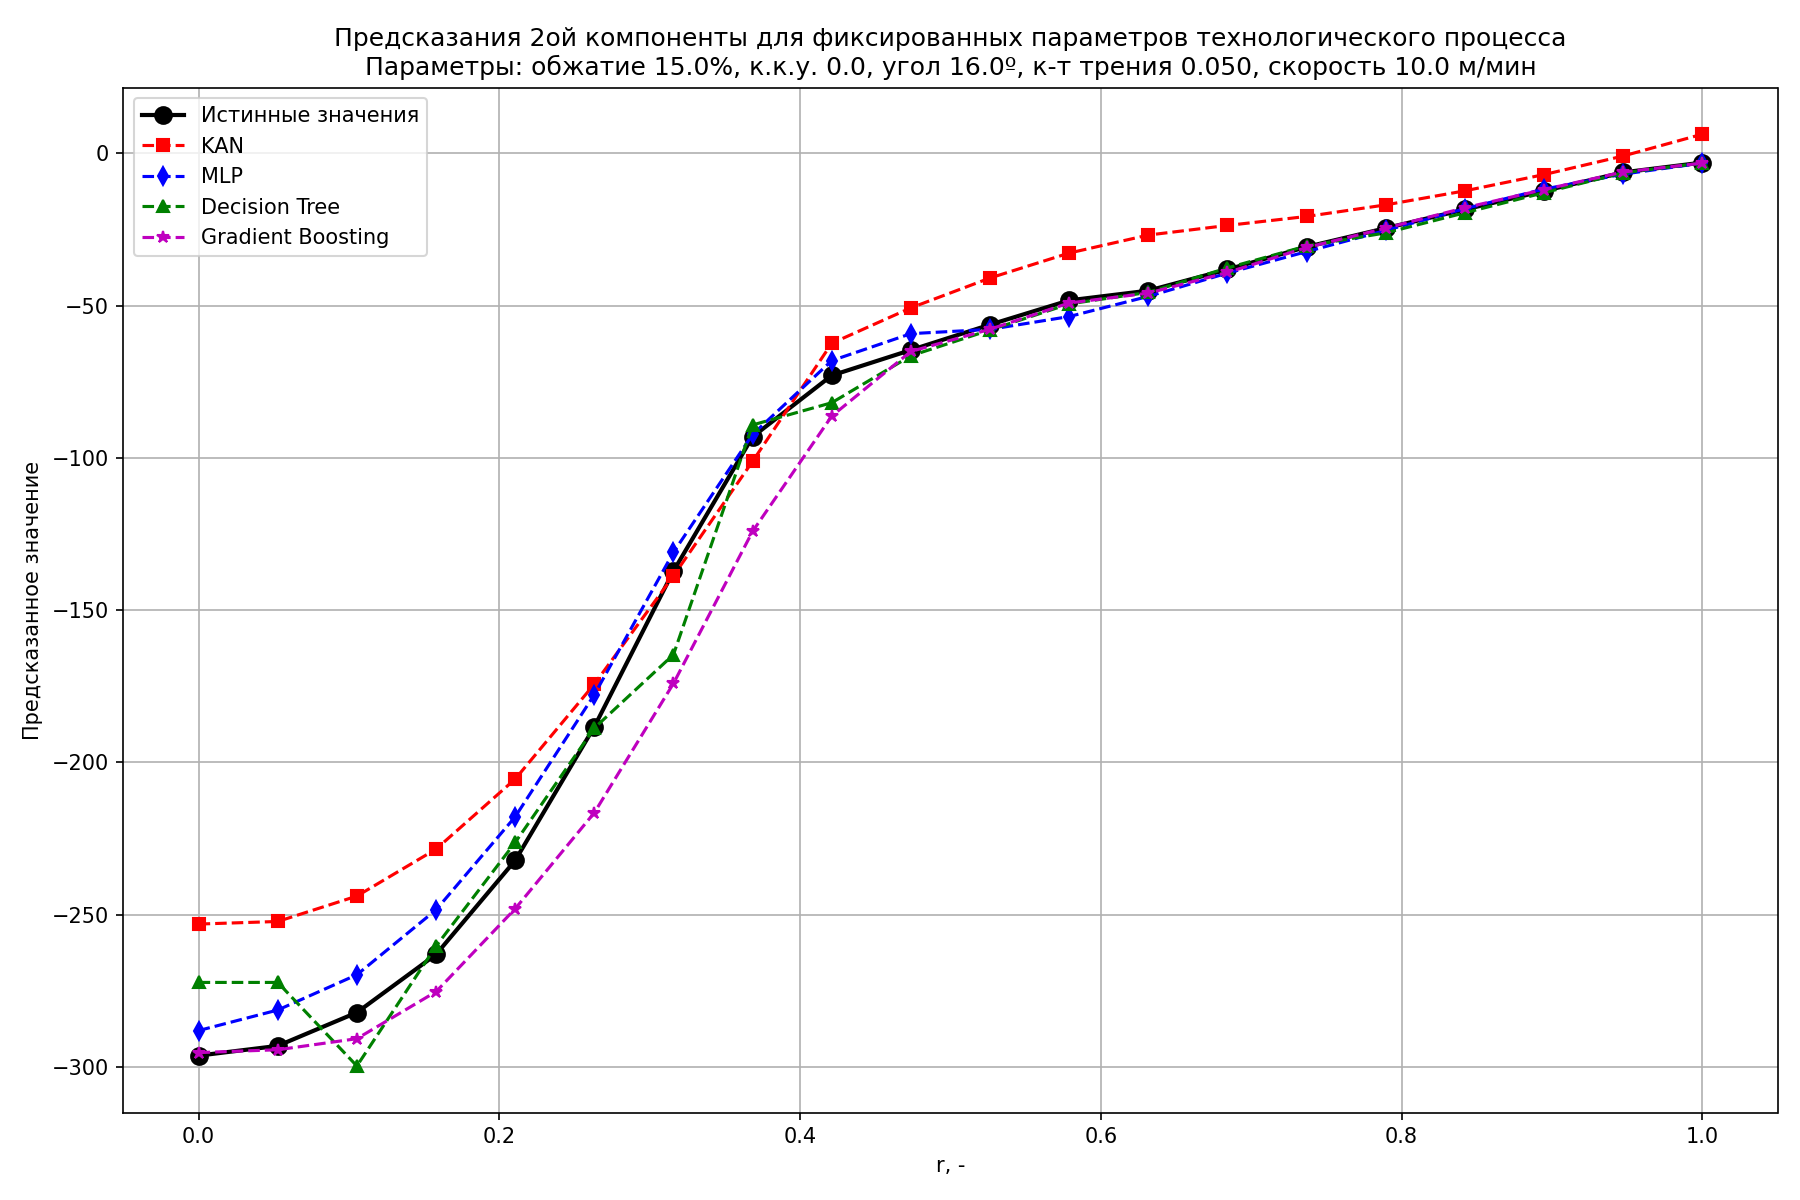 Предсказания 2ой компоненты для фиксированных параметров технологического процесса
Параметры: обжатие 15.0%, к.к.у. 0.0, угол 16.0º, к-т трения 0.050, скорость 10.0 м/мин
Истинные значения
KAN
MLP
Decision Tree
Gradient Boosting
Предсказанное значение
0
−50
−100
−150
−200
−250
−300
0.0 0.2 0.4 0.6 0.8 1.0
r, -